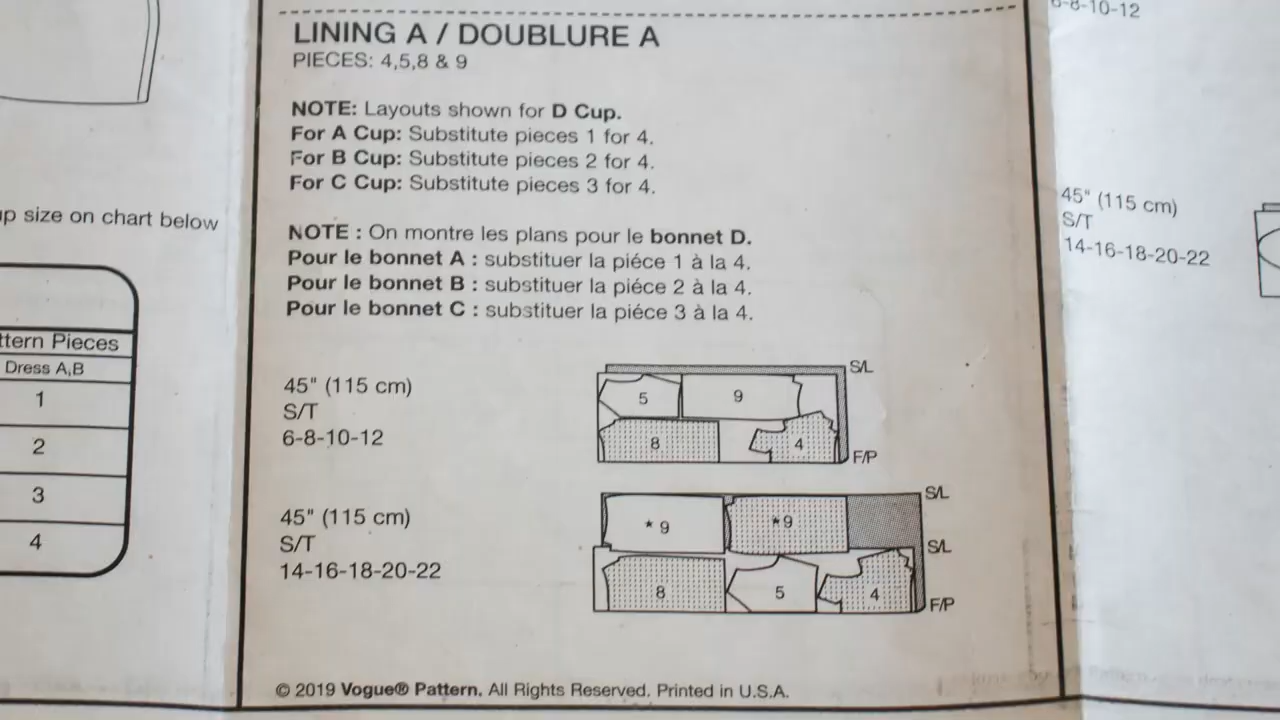 LINING A / DOUBLURE A
PIECES: 4,5,8 & 9
NOTE: Layouts shown for D Cup.
For A Cup: Substitute pieces 1 for 4.
For B Cup: Substitute pieces 2 for 4.
For C Cup: Substitute pieces 3 for 4.
NOTE : On montre les plans pour le bonnet D.
Pour le bonnet A : substituer la piéce 1 à la 4.
Pour le bonnet B : substituer la piéce 2 à la 4.
Pour le bonnet C : substituer la piéce 3 à la 4.
45" (115 cm)
S/T
6-8-10-12
S/L
5
9
8
4
F/P
45" (115 cm)
S/T
14-16-18-20-22
S/L
* 9
*9
S/L
8
5
4
F/P
© 2019 Vogue® Pattern. All Rights Reserved. Printed in U.S.A.
size on chart below
Pieces
Dress A,B
1
2
3
4
6-8-10-12
45" (115 cm)
S/T
14-16-18-20-22